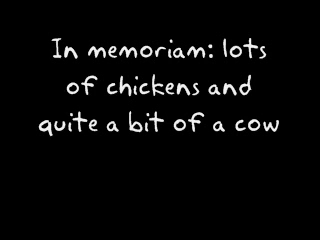 In memoriam: lots
of chickens and
quite a bit of a cow